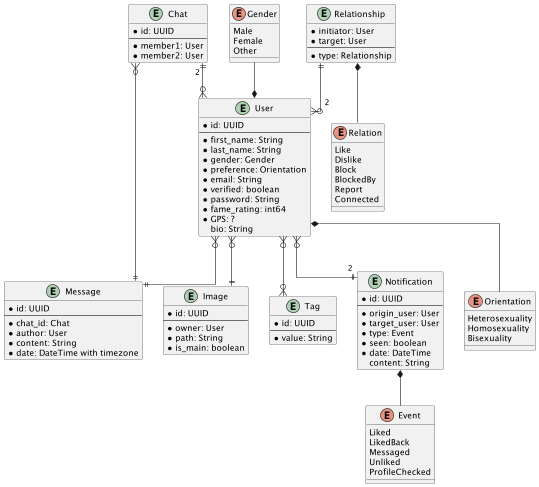 E Chat
id: UUID
member1: User
member2: User
E Gender
Male
Female
Other
E Relationship
initiator: User
target: User
type: Relationship
2
2
E User
id: UUID
first_name: String
last_name: String
gender: Gender
preference: Orientation
email: String
verified: boolean
password: String
fame_rating: int64
GPS: ?
bio: String
E Relation
Like
Dislike
Block
BlockedBy
Report
Connected
2
E Message
id: UUID
chat_id: Chat
author: User
content: String
date: DateTime with timezone
E Image
id: UUID
owner: User
path: String
is_main: boolean
E Tag
id: UUID
value: String
E Notification
id: UUID
origin_user: User
target_user: User
type: Event
seen: boolean
date: DateTime
content: String
E Orientation
Heterosexuality
Homosexuality
Bisexuality
E Event
Liked
LikedBack
Messaged
Unliked
ProfileChecked